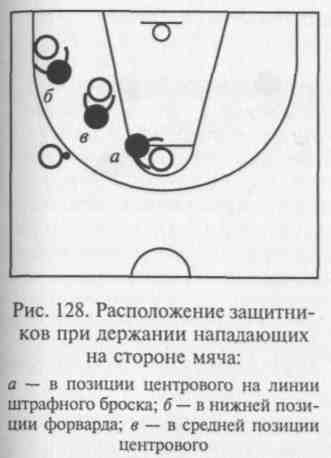 б
в
а
Рис. 128. Расположение защитни-
ков при держании нападающих
на стороне мяча:
а — в позиции центрового на линии
штрафного броска; б — в нижней пози-
ции форварда; в — в средней позиции
центрового